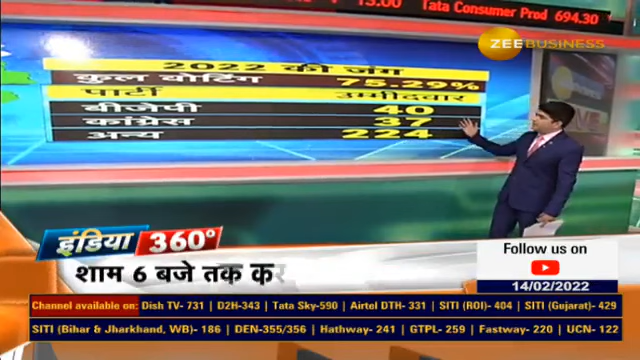 13.00 Tata Consumer Prod 694.30
ZEE BUSINESS
2022 की जंग
कुल वोटिंग 75.29%
पार्टी उम्मीदवार
बीजेपी 40
कांग्रेस 37
अन्य 224
इंडिया 360°
शाम 6 बजे तक
Follow us on
14/02/2022
Channel available on: Dish TV- 731 | D2H-343 | Tata Sky-590 | Airtel DTH- 331 | SITI (ROI)- 404 | SITI (Gujarat)- 429
SITI (Bihar & Jharkhand, WB)- 186 | DEN-355/356 | Hathway- 241 | GTPL- 259 | Fastway- 220 | UCN- 122